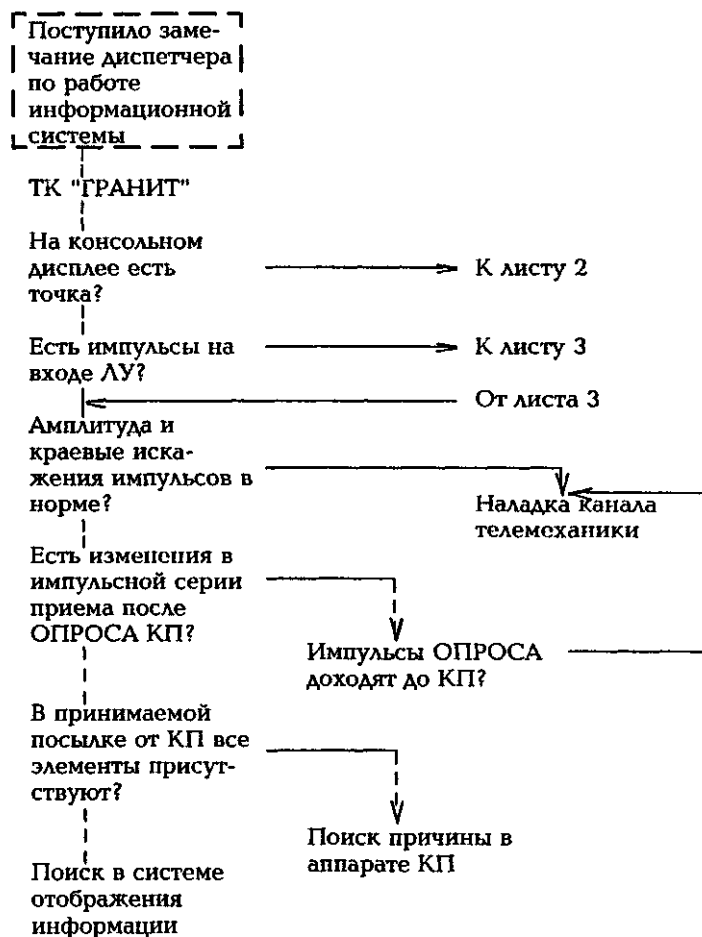 Поступило заме-
чание диспетчера
по работе
информационной
системы
ТК "ГРАНИТ"
На консольном
дисплее есть
точка?
К листу 2
Есть импульсы на
входе ЛУ?
К листу 3
От листа 3
Амплитуда и
краевые иска-
жения импульсов в
норме?
Наладка канала
телемеханики
Есть изменения в
импульсной серии
приема после
ОПРОСА КП?
Импульсы ОПРОСА
доходят до КП?
В принимаемой
посылке от КП все
элементы присут-
ствуют?
Поиск причины в
аппарате КП
Поиск в системе
отображения
информации